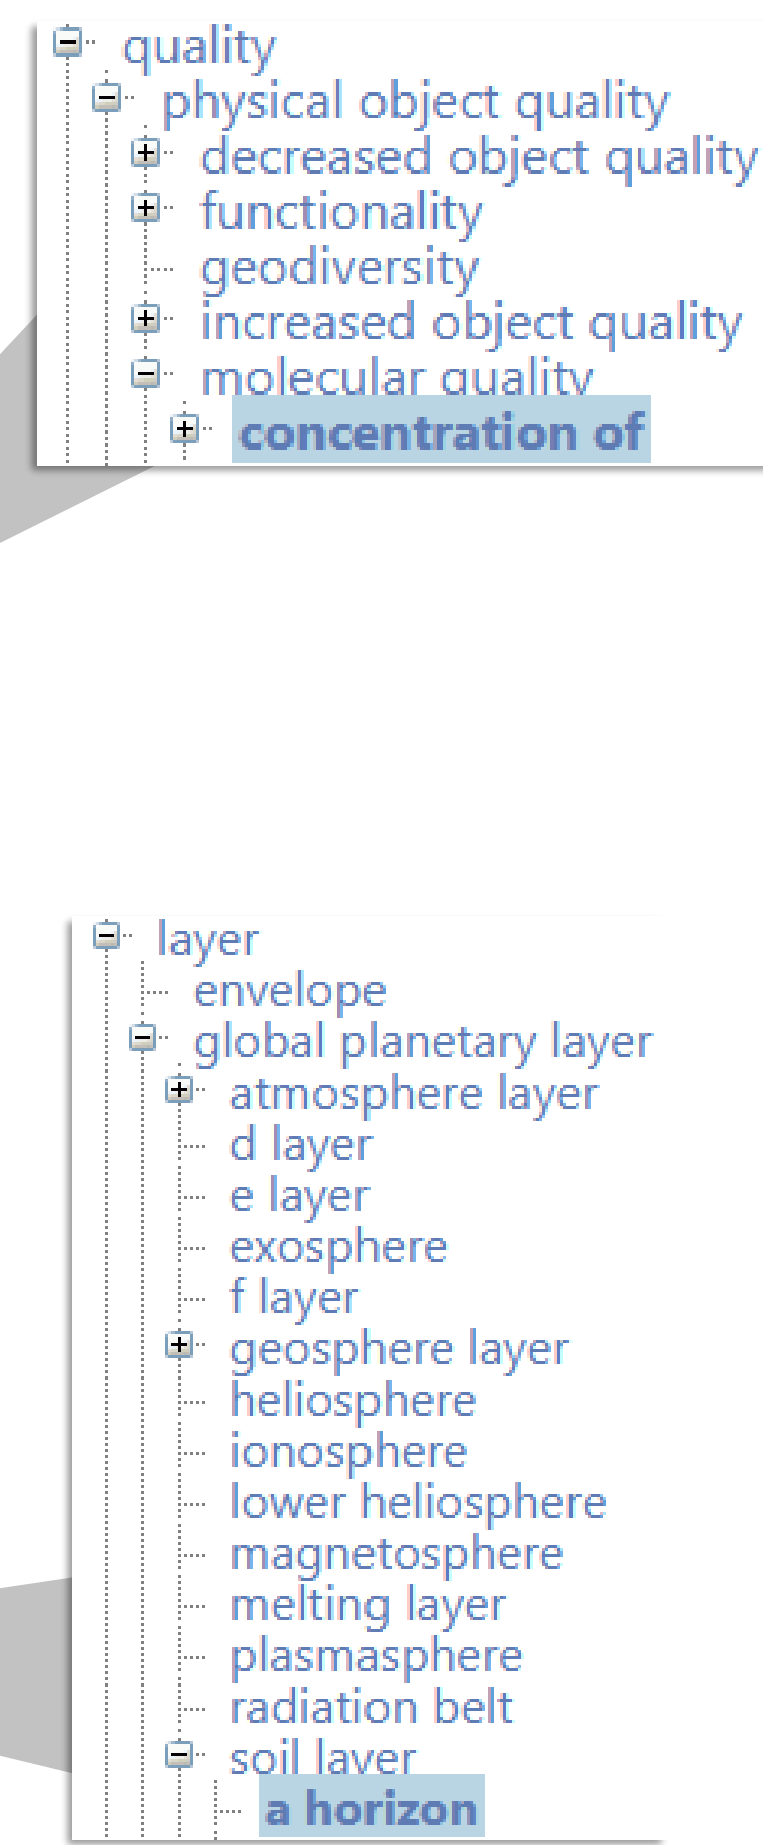 quality
physical object quality
decreased object quality
functionality
geodiversity
increased object quality
molecular quality
concentration of
layer
envelope
global planetary layer
atmosphere layer
d layer
e layer
exosphere
f layer
geosphere layer
heliosphere
ionosphere
lower heliosphere
magnetosphere
melting layer
plasmasphere
radiation belt
soil layer
a horizon